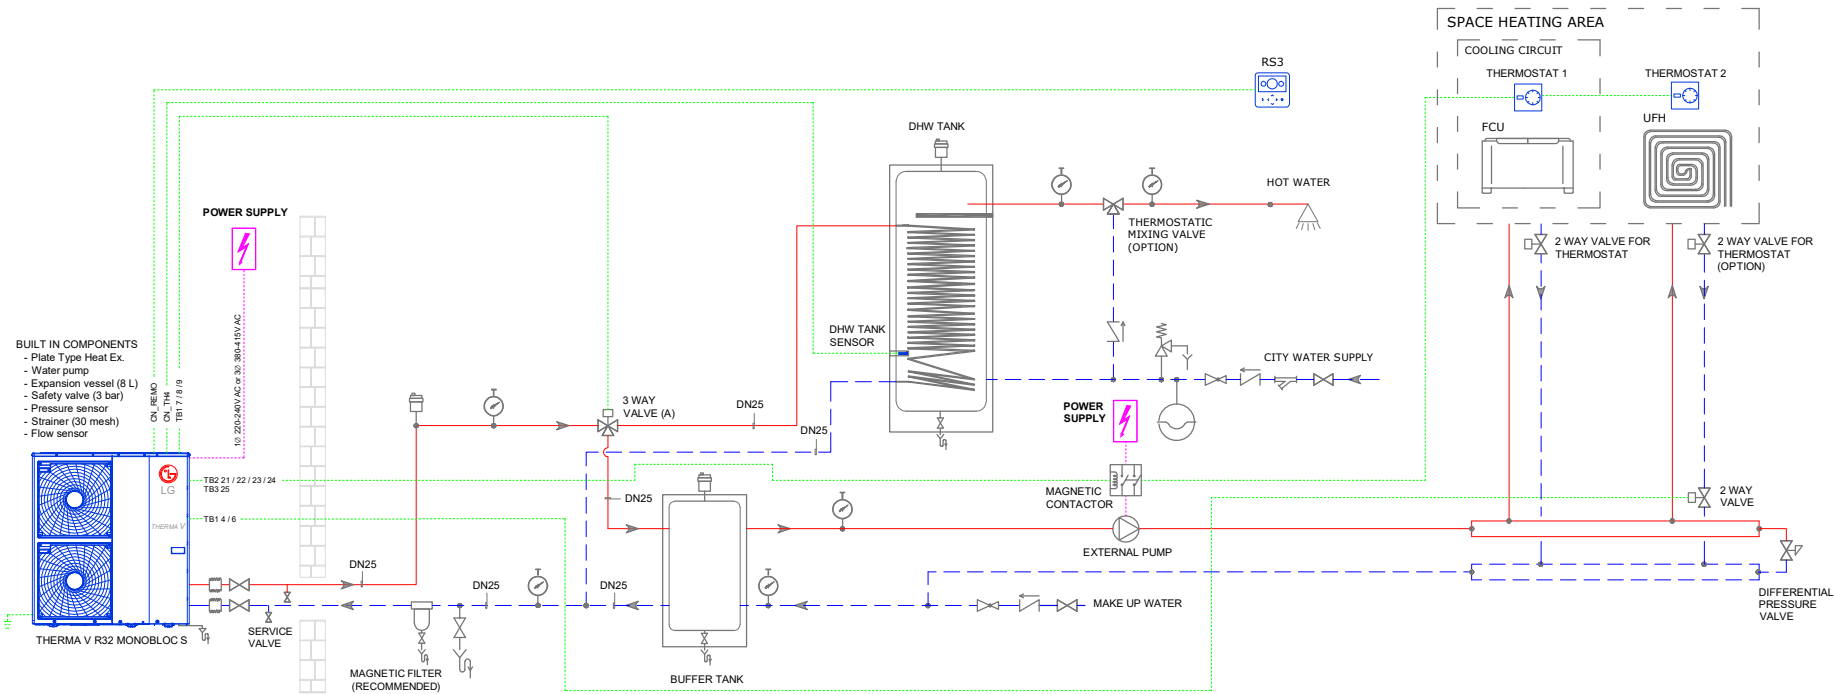 SPACE HEATING AREA
COOLING CIRCUIT
THERMOSTAT 1
THERMOSTAT 2
FCU
UFH
RS3
DHW TANK
HOT WATER
THERMOSTATIC
MIXING VALVE
(OPTION)
2 WAY VALVE FOR
THERMOSTAT
2 WAY VALVE FOR
THERMOSTAT
(OPTION)
POWER SUPPLY
1Ø 220-240V AC or 3Ø 380-415V AC
BUILT IN COMPONENTS
- Plate Type Heat Ex.
- Water pump
- Expansion vessel (8 L)
- Safety valve (3 bar)
- Pressure sensor
- Strainer (30 mesh)
- Flow sensor
CN_REMO
CN_TH4
TB1 7 / 8 / 9
DHW TANK
SENSOR
CITY WATER SUPPLY
3 WAY
VALVE (A)
DN25
DN25
POWER
SUPPLY
LG
THERMA V
TB2 21 / 22 / 23 / 24
TB3 25
TB1 4 / 6
DN25
MAGNETIC
CONTACTOR
2 WAY
VALVE
EXTERNAL PUMP
DN25
DN25
DN25
MAKE UP WATER
DIFFERENTIAL
PRESSURE
VALVE
THERMA V R32 MONOBLOC S
SERVICE
VALVE
MAGNETIC FILTER
(RECOMMENDED)
BUFFER TANK